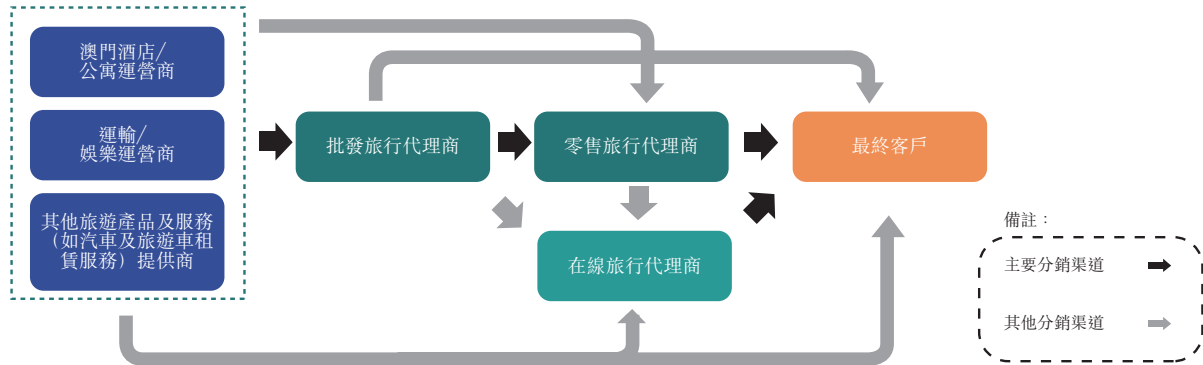 澳門酒店/
公寓運營商
運輸/
娛樂運營商
其他旅遊產品及服務
（如汽車及旅遊車租
賃服務）提供商
批發旅行代理商
零售旅行代理商
最終客戶
在線旅行代理商
備註：
主要分銷渠道
其他分銷渠道